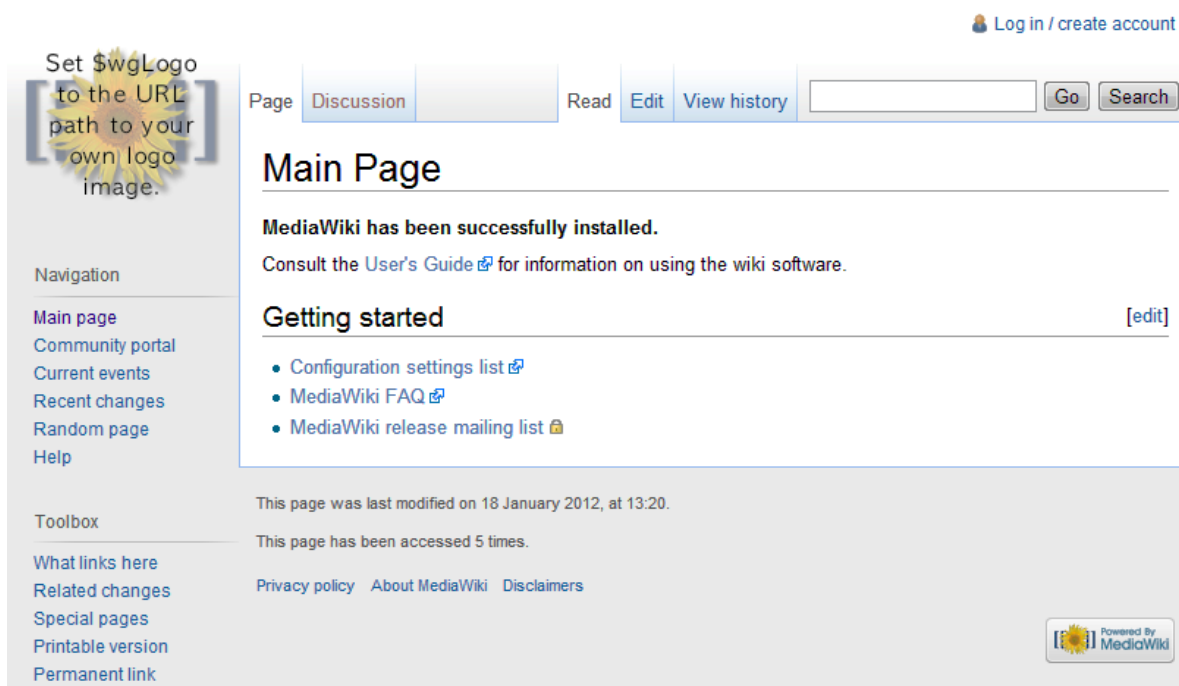 Log in / create account
Set $wgLogo
to the URL
path to your
own logo
image.
Page Discussion Read Edit View history Go Search
Main Page
MediaWiki has been successfully installed.
Consult the User's Guide for information on using the wiki software.
Getting started [edit]
Configuration settings list
MediaWiki FAQ
MediaWiki release mailing list
Navigation
Main page
Community portal
Current events
Recent changes
Random page
Help
Toolbox
What links here
Related changes
Special pages
Printable version
Permanent link
This page was last modified on 18 January 2012, at 13:20.
This page has been accessed 5 times.
Privacy policy About MediaWiki Disclaimers
Powered By
MediaWiki